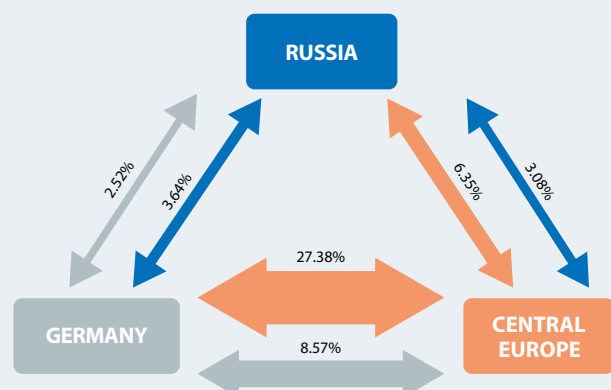 RUSSIA
2.52%
3.64%
6.35%
3.08%
27.38%
GERMANY
CENTRAL
EUROPE
8.57%